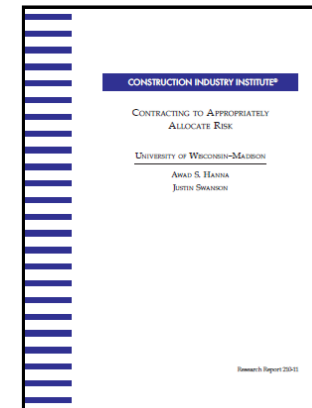 CONSTRUCTION INDUSTRY INSTITUTE®
CONTRACTING TO APPROPRIATELY
ALLOCATE RISK
UNIVERSITY OF WISCONSIN–MADISON
AWAD S. HANNA
JUSTIN SWANSON
Research Report 210-11